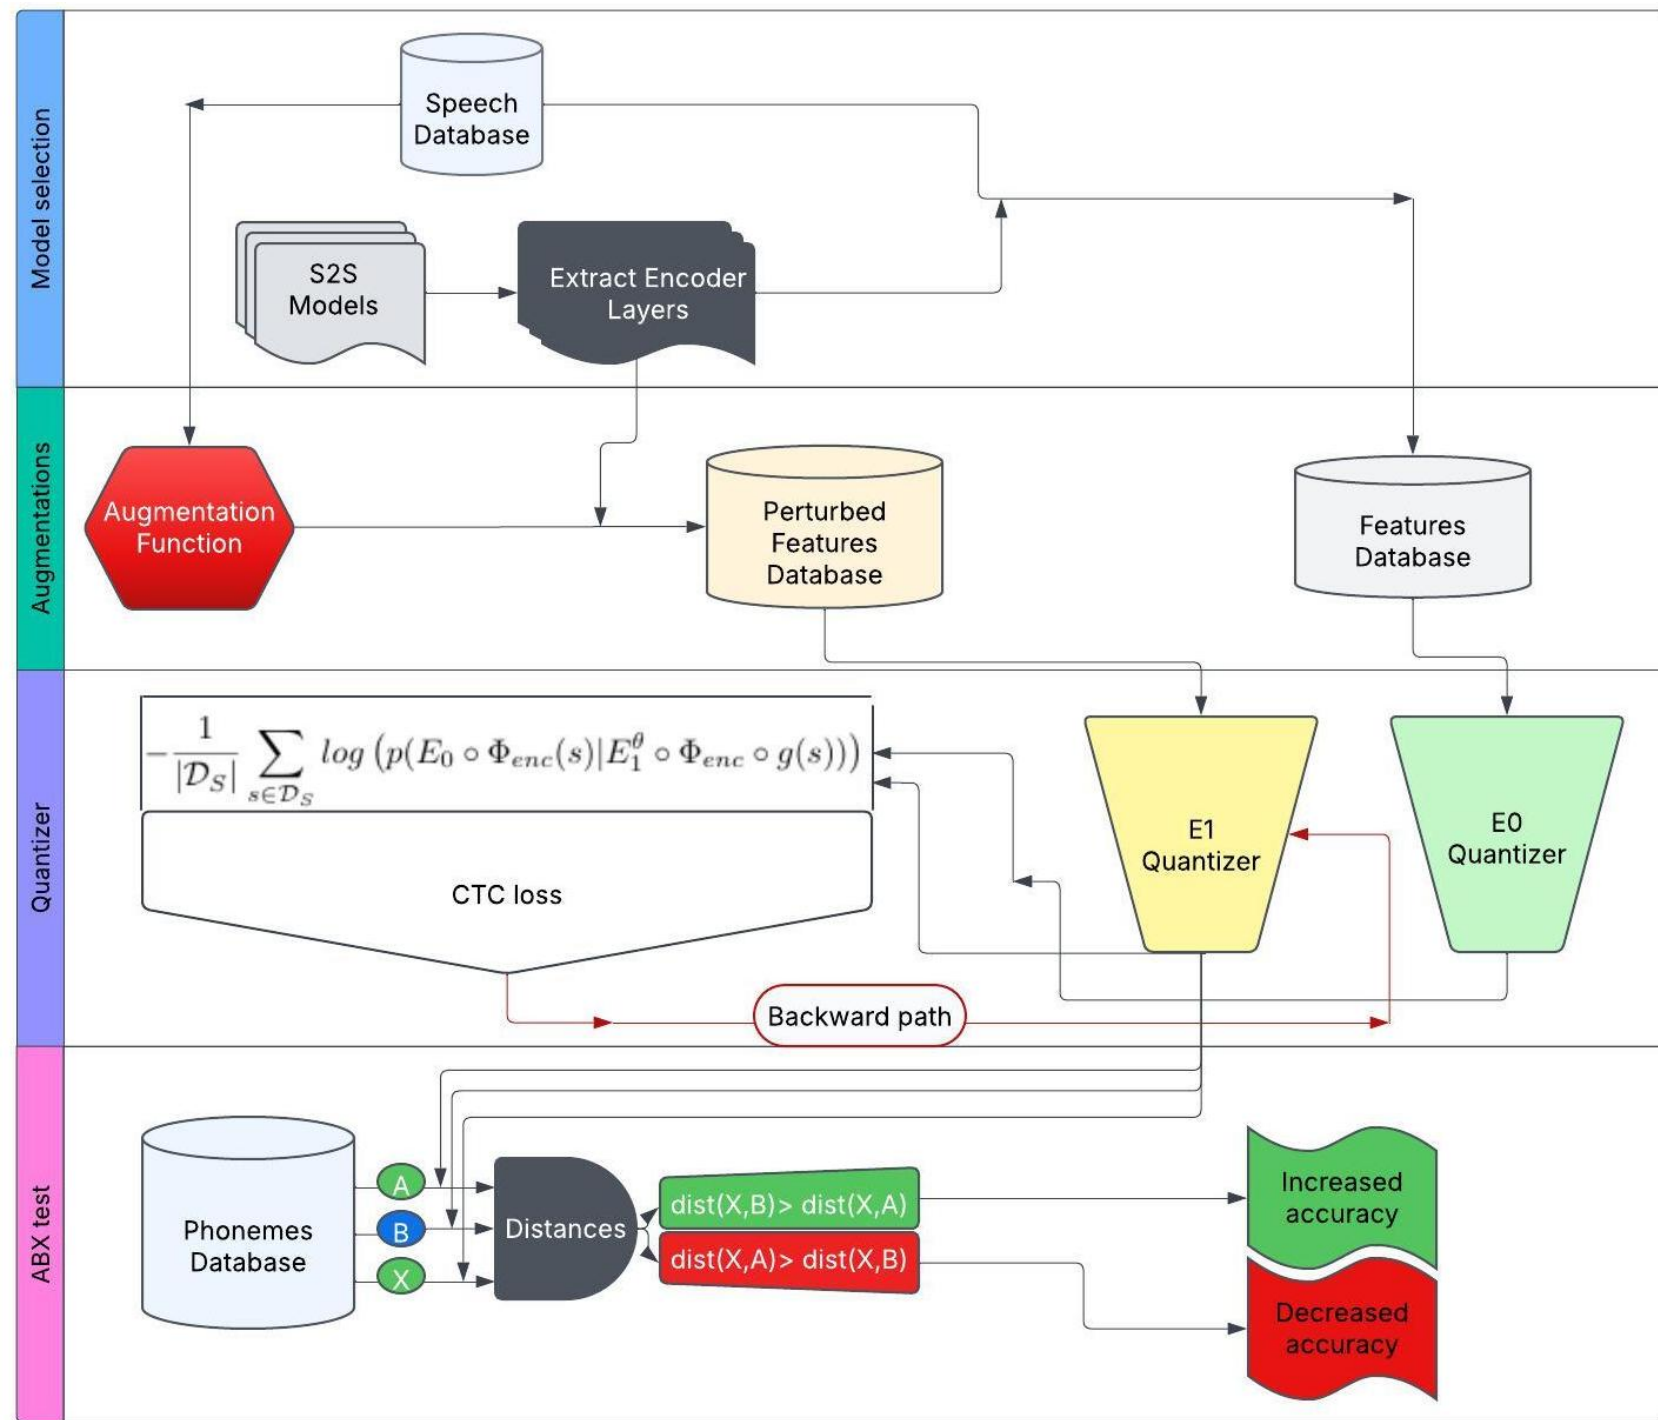 Model selection
Speech
Database
S2S
Models
Extract Encoder
Layers
Augmentations
Augmentation
Function
Perturbed
Features
Database
Features
Database
Quantizer
$-\frac{1}{|\mathcal{D}_S|} \sum_{s \in \mathcal{D}_S} log \left( p(E_0 \circ \Phi_{enc}(s) | E_1^\theta \circ \Phi_{enc} \circ g(s)) \right)$
CTC loss
E1
Quantizer
E0
Quantizer
Backward path
ABX test
Phonemes
Database
A
B
X
Distances
dist(X,B)> dist(X,A)
dist(X,A)> dist(X,B)
Increased
accuracy
Decreased
accuracy